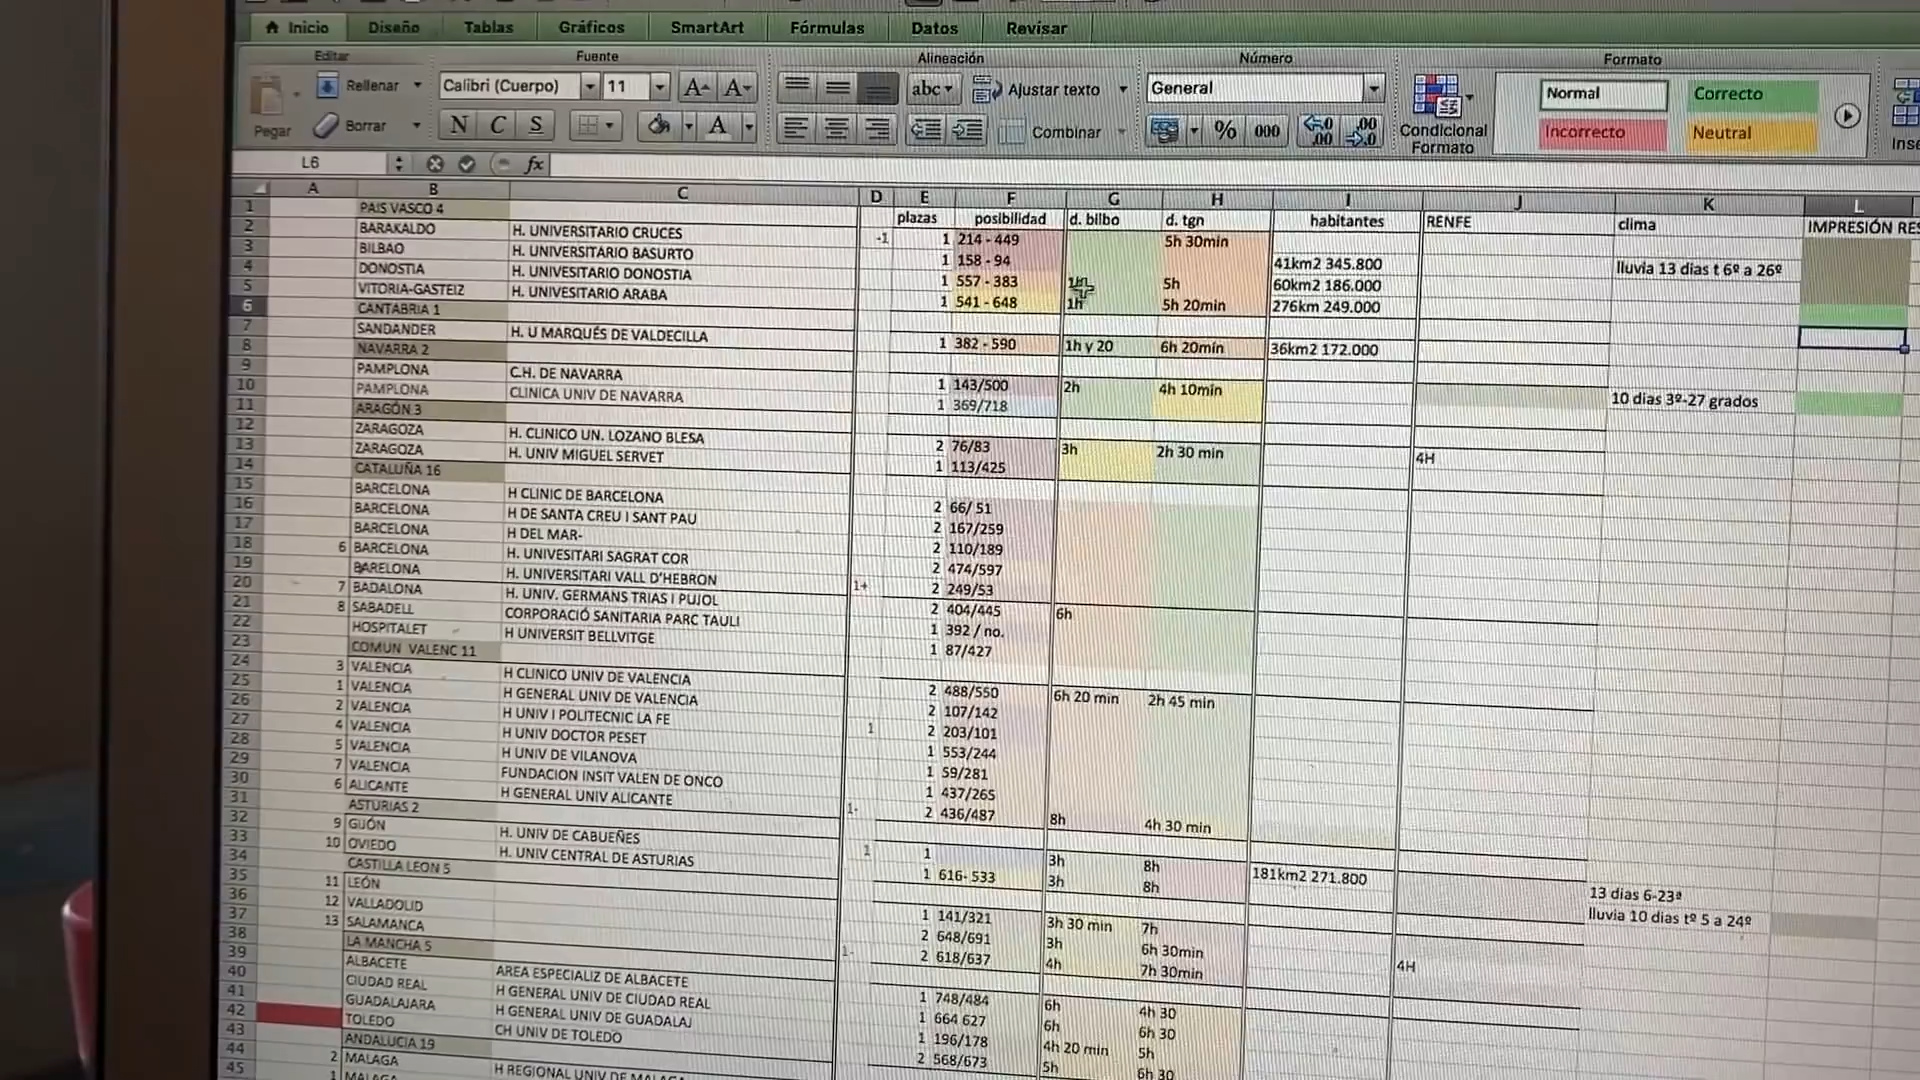 Inicio Diseño Tablas Gráficos SmartArt Fórmulas Datos Revisar
Editar Fuente Alineación Número Formato
Rellenar Calibri (Cuerpo) 11 A A abc Ajustar texto General Normal Correcto
Pegar Borrar N C S A Combinar % 000 Condicional Formato Incorrecto Neutral
L6 fx
A B C D E F G H I J K L
plazas posibilidad d. bilbo d. tgn habitantes RENFE clima IMPRESIÓN RES
1 PAIS VASCO 4
2 BARAKALDO H. UNIVERSITARIO CRUCES -1 1 214 - 449 5h 30min
3 BILBAO H. UNIVERSITARIO BASURTO 1 158 - 94 41km2 345.800 lluvia 13 dias t 6º a 26º
4 DONOSTIA H. UNIVESITARIO DONOSTIA 1 557 - 383 5h 60km2 186.000
5 VITORIA-GASTEIZ H. UNIVESITARIO ARABA 1 541 - 648 1h 5h 20min 276km 249.000
6 CANTABRIA 1
7 SANDANDER H. U MARQUÉS DE VALDECILLA 1 382 - 590 1h y 20 6h 20min 36km2 172.000
8 NAVARRA 2
9 PAMPLONA C.H. DE NAVARRA 1 143/500 2h 4h 10min
10 PAMPLONA CLINICA UNIV DE NAVARRA 1 369/718 10 dias 3º-27 grados
11 ARAGÓN 3
12 ZARAGOZA H. CLINICO UN. LOZANO BLESA 2 76/83 3h 2h 30 min
13 ZARAGOZA H. UNIV MIGUEL SERVET 1 113/425 4H
14 CATALUÑA 16
15 BARCELONA H CLINIC DE BARCELONA 2 66/ 51
16 BARCELONA H DE SANTA CREU I SANT PAU 2 167/259
17 BARCELONA H DEL MAR- 2 110/189
18 6 BARCELONA H. UNIVESITARI SAGRAT COR 2 474/597
19 BARELONA H. UNIVERSITARI VALL D'HEBRON 2 249/53
20 7 BADALONA H. UNIV. GERMANS TRIAS I PUJOL 1+ 2 404/445 6h
21 8 SABADELL CORPORACIÓ SANITARIA PARC TAULI 1 392 / no.
22 HOSPITALET H UNIVERSIT BELLVITGE 1 87/427
23 COMUN VALENC 11
24 3 VALENCIA H CLINICO UNIV DE VALENCIA 2 488/550 6h 20 min 2h 45 min
25 1 VALENCIA H GENERAL UNIV DE VALENCIA 2 107/142
26 2 VALENCIA H UNIV I POLITECNIC LA FE 2 203/101
27 4 VALENCIA H UNIV DOCTOR PESET 1 1 553/244
28 5 VALENCIA H UNIV DE VILANOVA 1 59/281
29 7 VALENCIA FUNDACION INSIT VALEN DE ONCO 1 437/265
30 6 ALICANTE H GENERAL UNIV ALICANTE 2 436/487 8h 4h 30 min
31 ASTURIAS 2 1-
32 9 GIJÓN H. UNIV DE CABUEÑES 1 3h 8h
33 10 OVIEDO H. UNIV CENTRAL DE ASTURIAS 1 1 616- 533 3h 8h 181km2 271.800
34 CASTILLA LEON 5
35 11 LEÓN 1 141/321 3h 30 min 7h 13 dias 6-23ª
36 12 VALLADOLID 2 648/691 3h 6h 30min lluvia 10 dias tº 5 a 24º
37 13 SALAMANCA 2 618/637 4h 7h 30min 4H
38 LA MANCHA 5 1-
39 ALBACETE AREA ESPECIALIZ DE ALBACETE 1 748/484 6h 4h 30
40 CIUDAD REAL H GENERAL UNIV DE CIUDAD REAL 1 664 627 6h 6h 30
41 GUADALAJARA H GENERAL UNIV DE GUADALAJ 1 196/178 4h 20 min 5h
42 TOLEDO CH UNIV DE TOLEDO 2 568/673 5h 6h 30
43 ANDALUCIA 19
44 2 MALAGA H REGIONAL UNIV DE MALAGA
45 1 MALAGA